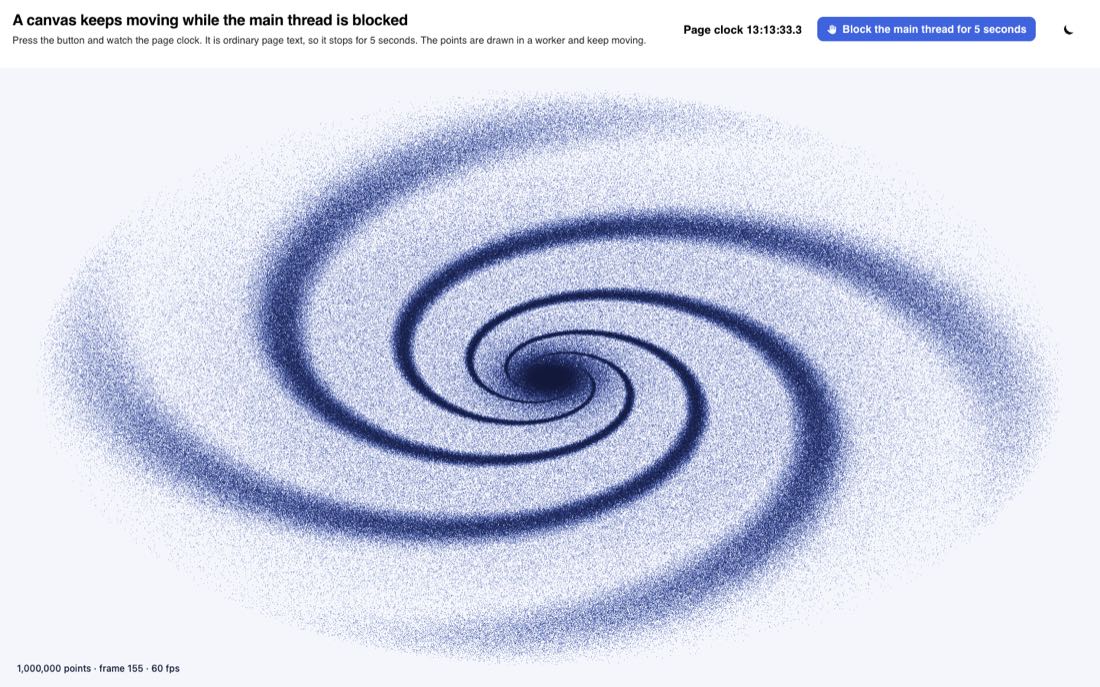 A canvas keeps moving while the main thread is blocked
Press the button and watch the page clock. It is ordinary page text, so it stops for 5 seconds. The points are drawn in a worker and keep moving.
Page clock 13:13:33.3
Block the main thread for 5 seconds
1,000,000 points · frame 155 · 60 fps